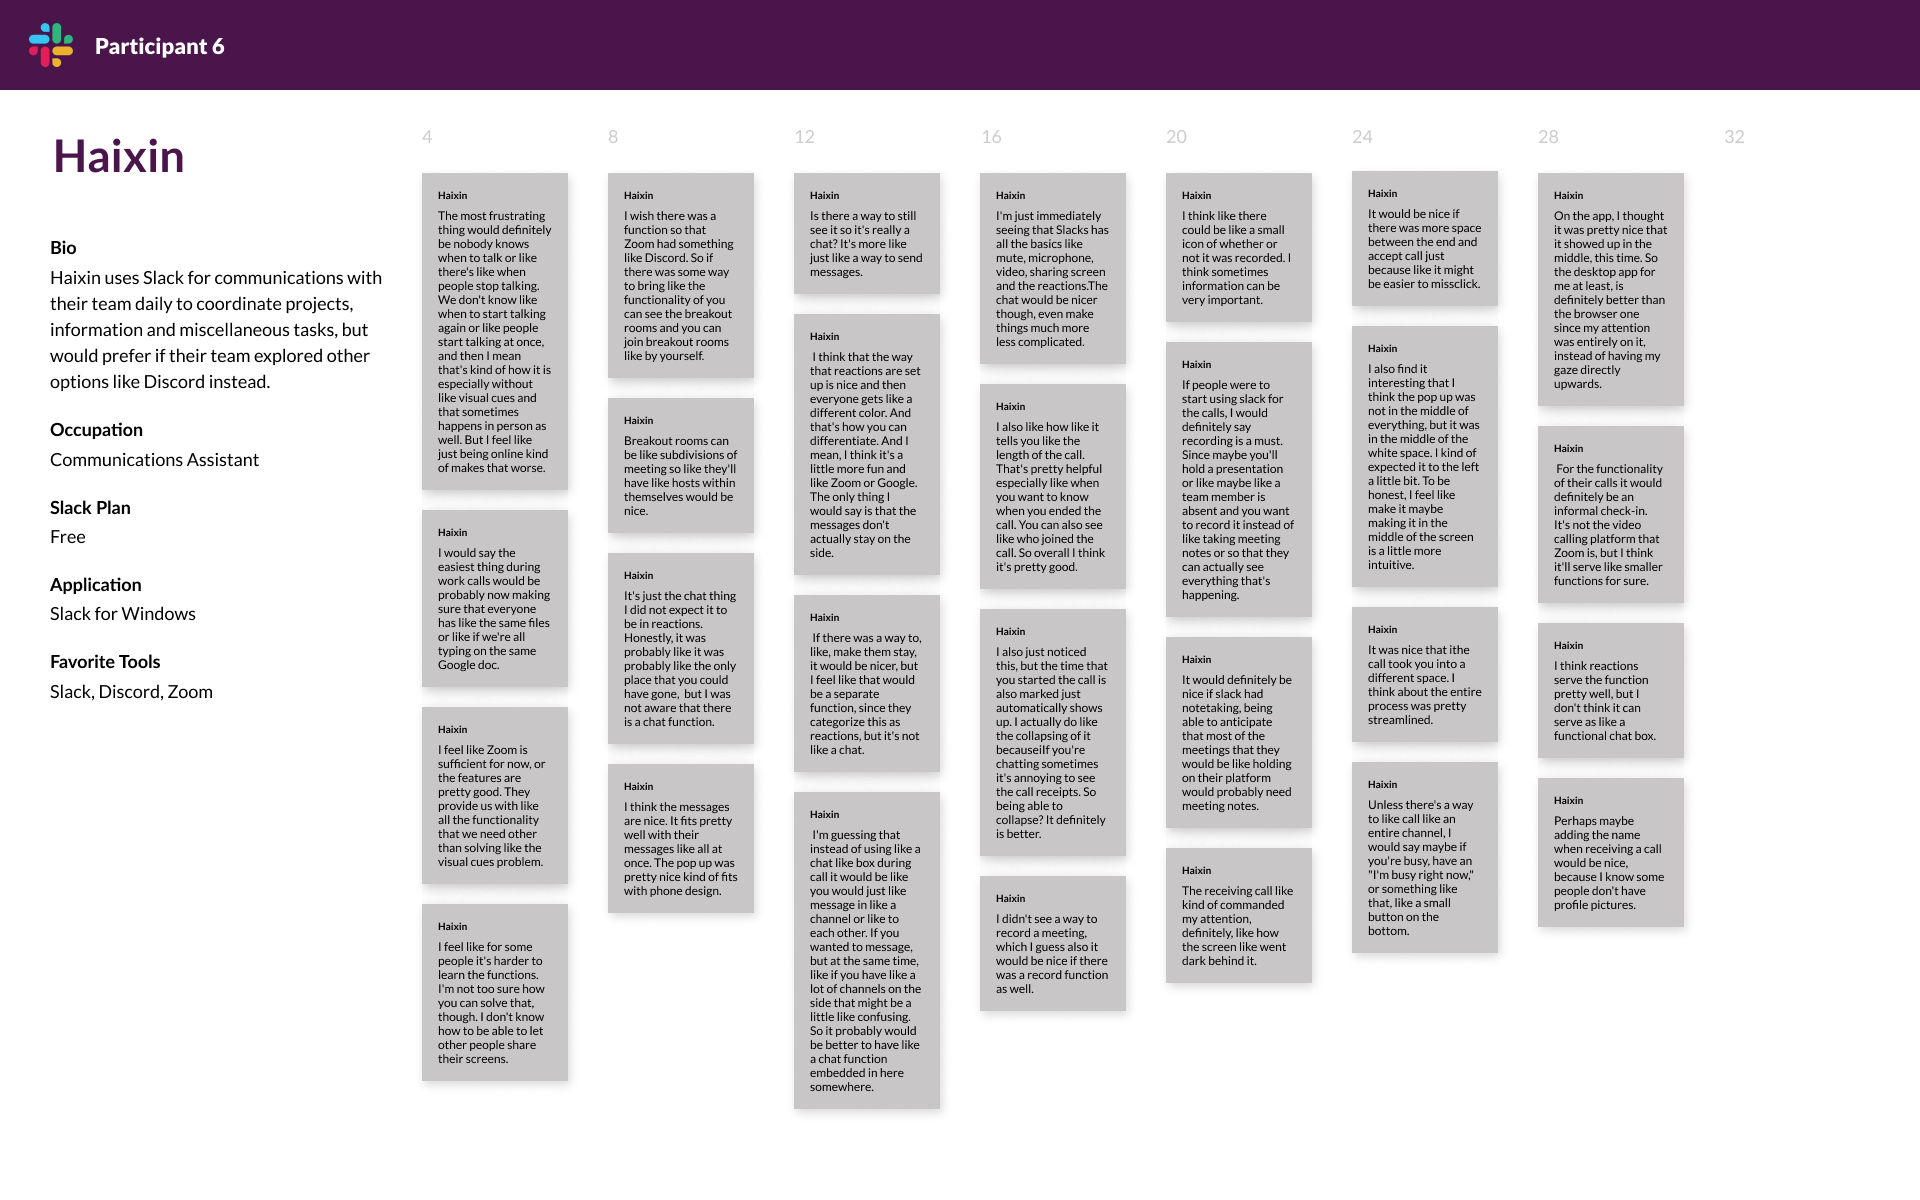 Participant 6
Haixin
Bio
Haixin uses Slack for communications with
their team daily to coordinate projects,
information and miscellaneous tasks, but
would prefer if their team explored other
options like Discord instead.
Occupation
Communications Assistant
Slack Plan
Free
Application
Slack for Windows
Favorite Tools
Slack, Discord, Zoom
4
Haixin
The most frustrating
thing would definitely
be nobody knows
when to talk or like
there's like when
people stop talking.
We don't know like
when to start talking
again or like people
start talking at once,
and then I mean
that's kind of how it is
especially without
like visual cues and
that sometimes
happens in person as
well. But I feel like
just being online kind
of makes that worse.
Haixin
I would say the
easiest thing during
work calls would be
probably now making
sure that everyone
has like the same files
or like if we're all
typing on the same
Google doc.
Haixin
I feel like Zoom is
sufficient for now, or
the features are
pretty good. They
provide us with like
all the functionality
that we need other
than solving like the
visual cues problem.
Haixin
I feel like for some
people it's harder to
learn the functions.
I'm not too sure how
you can solve that,
though. I don't know
how to be able to let
other people share
their screens.
8
Haixin
I wish there was a
function so that
Zoom had something
like Discord. So if
there was some way
to bring like the
functionality of you
can see the breakout
rooms and you can
join breakout rooms
like by yourself.
Haixin
Breakout rooms can
be like subdivisions of
meeting so like they'll
have like hosts within
themselves would be
nice.
Haixin
It's just the chat thing
I did not expect it to
be in reactions.
Honestly, it was
probably like it was
probably like the only
place that you could
have gone,  but I was
not aware that there
is a chat function.
Haixin
I think the messages
are nice. It fits pretty
well with their
messages like all at
once. The pop up was
pretty nice kind of fits
with phone design.
12
Haixin
Is there a way to still
see it so it's really a
chat? It's more like
just like a way to send
messages.
Haixin
I think that the way
that reactions are set
up is nice and then
everyone gets like a
different color. And
that's how you can
differentiate. And I
mean, I think it's a
little more fun and
like Zoom or Google.
The only thing I
would say is that the
messages don't
actually stay on the
side.
Haixin
If there was a way to,
like, make them stay,
it would be nicer, but
I feel like that would
be a separate
function, since they
categorize this as
reactions, but it's not
like a chat.
Haixin
I'm guessing that
instead of using like a
chat like box during
call it would be like
you would just like
message in like a
channel or like to
each other. If you
wanted to message,
but at the same time,
like if you have like a
lot of channels on the
side that might be a
little like confusing.
So it probably would
be better to have like
a chat function
embedded in here
somewhere.
16
Haixin
I'm just immediately
seeing that Slacks has
all the basics like
mute, microphone,
video, sharing screen
and the reactions.The
chat would be nicer
though, even make
things much more
less complicated.
Haixin
I also like how like it
tells you like the
length of the call.
That's pretty helpful
especially like when
you want to know
when you ended the
call. You can also see
like who joined the
call. So overall I think
it's pretty good.
Haixin
I also just noticed
this, but the time that
you started the call is
also marked just
automatically shows
up. I actually do like
the collapsing of it
becauseiIf you're
chatting sometimes
it's annoying to see
the call receipts. So
being able to
collapse? It definitely
is better.
Haixin
I didn't see a way to
record a meeting,
which I guess also it
would be nice if there
was a record function
as well.
20
Haixin
I think like there
could be like a small
icon of whether or
not it was recorded. I
think sometimes
information can be
very important.
Haixin
If people were to
start using slack for
the calls, I would
definitely say
recording is a must.
Since maybe you'll
hold a presentation
or like maybe like a
team member is
absent and you want
to record it instead of
like taking meeting
notes or so that they
can actually see
everything that's
happening.
Haixin
It would definitely be
nice if slack had
notetaking, being
able to anticipate
that most of the
meetings that they
would be like holding
on their platform
would probably need
meeting notes.
Haixin
The receiving call like
kind of commanded
my attention,
definitely, like how
the screen like went
dark behind it.
24
Haixin
It would be nice if
there was more space
between the end and
accept call just
because like it might
be easier to missclick.
Haixin
I also find it
interesting that I
think the pop up was
not in the middle of
everything, but it was
in the middle of the
white space. I kind of
expected it to the left
a little bit. To be
honest, I feel like
make it maybe
making it in the
middle of the screen
is a little more
intuitive.
Haixin
It was nice that ithe
call took you into a
different space. I
think about the entire
process was pretty
streamlined.
Haixin
Unless there's a way
to like call like an
entire channel, I
would say maybe if
you're busy, have an
"I'm busy right now,"
or something like
that, like a small
button on the
bottom.
28
Haixin
On the app, I thought
it was pretty nice that
it showed up in the
middle, this time. So
the desktop app for
me at least, is
definitely better than
the browser one
since my attention
was entirely on it,
instead of having my
gaze directly
upwards.
Haixin
For the functionality
of their calls it would
definitely be an
informal check-in.
It's not the video
calling platform that
Zoom is, but I think
it'll serve like smaller
functions for sure.
Haixin
I think reactions
serve the function
pretty well, but I
don't think it can
serve as like a
functional chat box.
Haixin
Perhaps maybe
adding the name
when receiving a call
would be nice,
because I know some
people don't have
profile pictures.
32